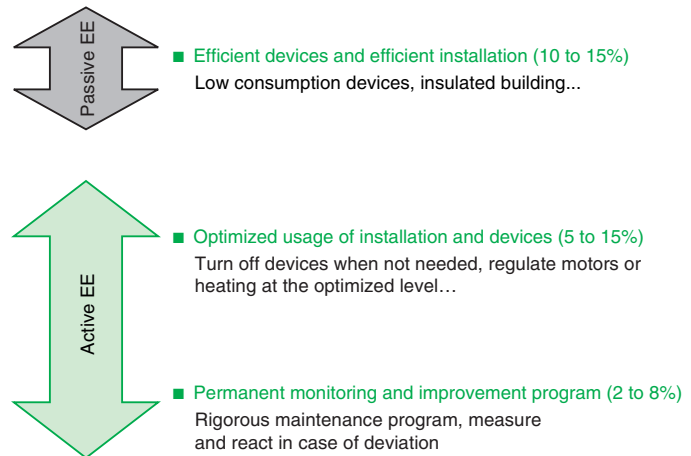 Passive EE
■ Efficient devices and efficient installation (10 to 15%)
Low consumption devices, insulated building...
Active EE
■ Optimized usage of installation and devices (5 to 15%)
Turn off devices when not needed, regulate motors or
heating at the optimized level…
■ Permanent monitoring and improvement program (2 to 8%)
Rigorous maintenance program, measure
and react in case of deviation